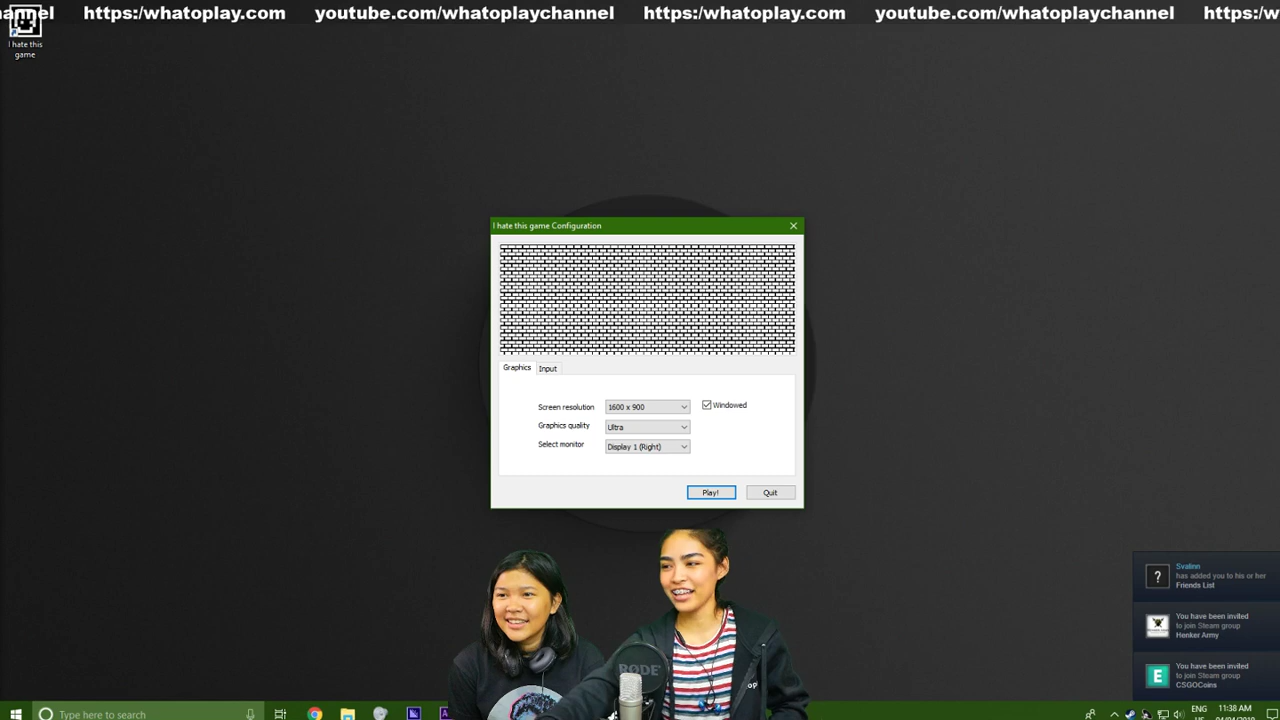 annel https:/whatoplay.com youtube.com/whatoplaychannel https:/whatoplay.com youtube.com/whatoplaychannel https:/w
I hate this
game
I hate this game Configuration
Graphics
Input
Screen resolution
1600 x 900
Windowed
Graphics quality
Ultra
Select monitor
Display 1 (Right)
Play!
Quit
Svalinn
has added you to his or her
Friends List
You have been invited
to join Steam group
Henker Army
You have been invited
to join Steam group
CSGOCoins
RØDE
Type here to search
ENG
11:38 AM